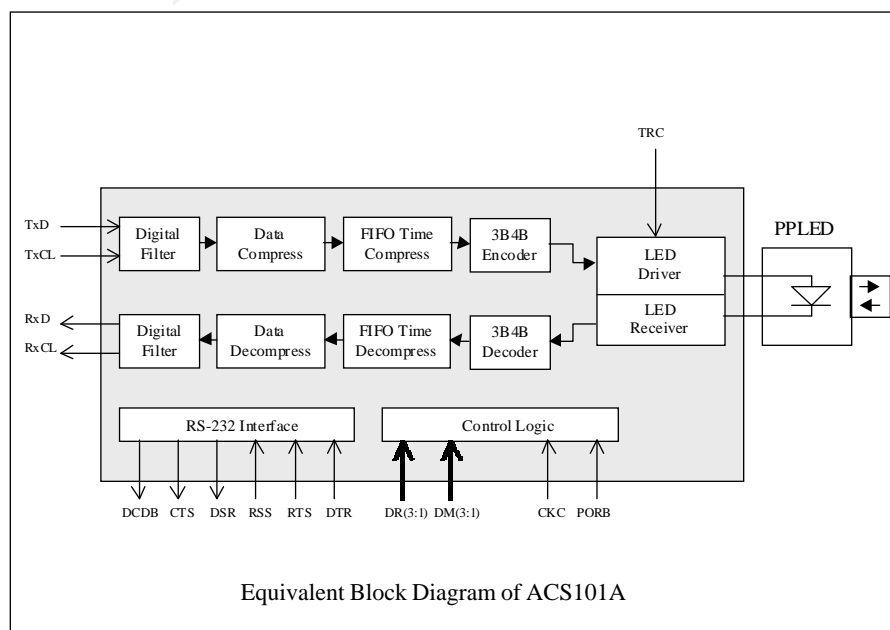 TRC
PPLED
TxD
TxCL
Digital
Filter
Data
Compress
FIFO Time
Compress
3B4B
Encoder
LED
Driver
RxD
RxCL
Digital
Filter
Data
Decompress
FIFO Time
Decompress
3B4B
Decoder
LED
Receiver
RS-232 Interface
Control Logic
DCDB
CTS
DSR
RSS
RTS
DTR
DR(3:1)
DM(3:1)
CKC
PORB
Equivalent Block Diagram of ACS101A